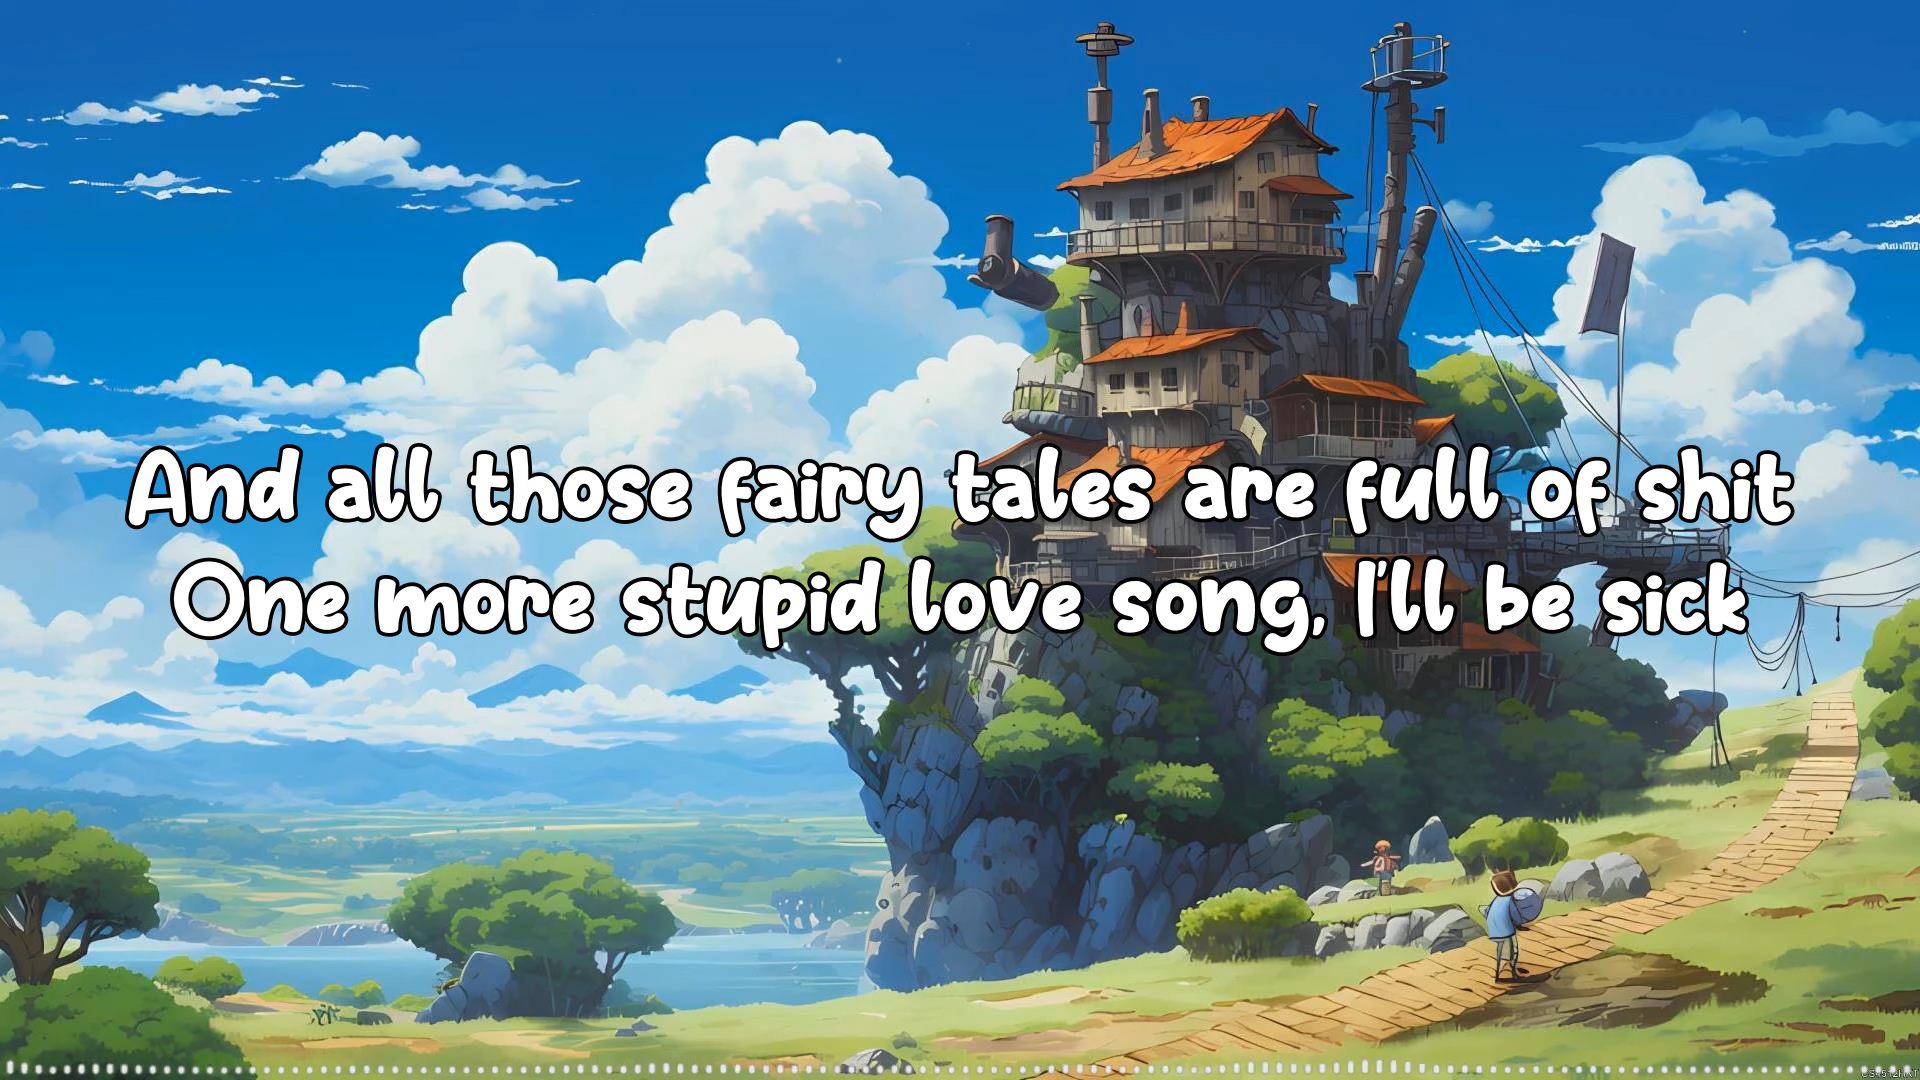 And all those fairy tales are full of shit
One more stupid love song, I'll be sick